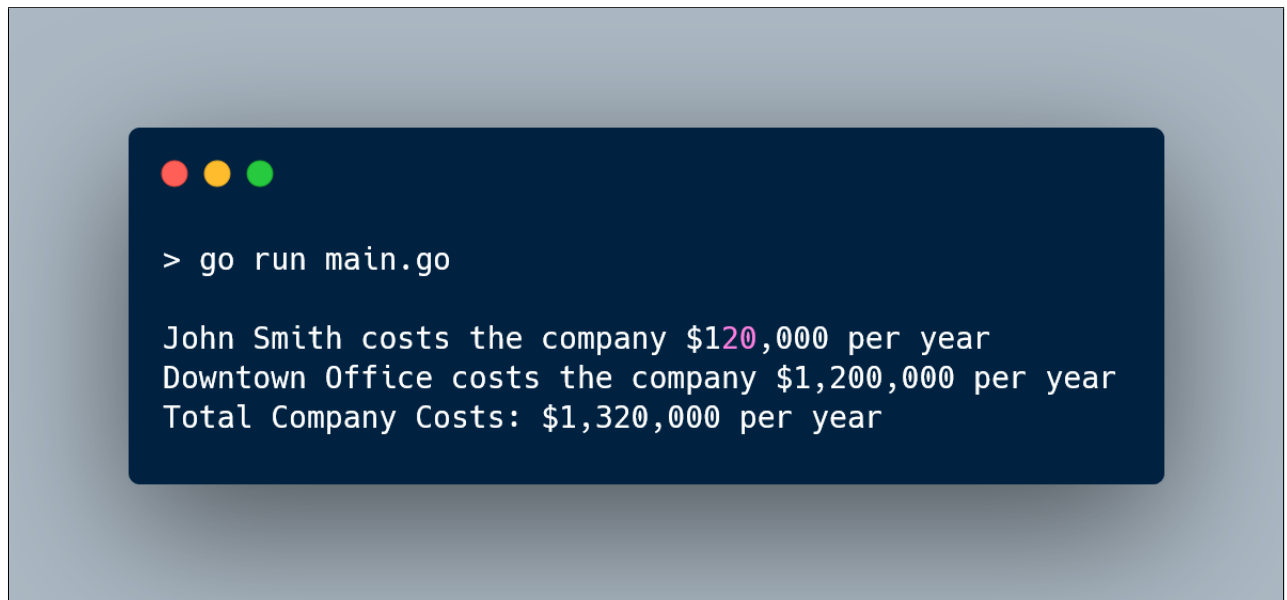 > go run main.go
John Smith costs the company $120,000 per year
Downtown Office costs the company $1,200,000 per year
Total Company Costs: $1,320,000 per year